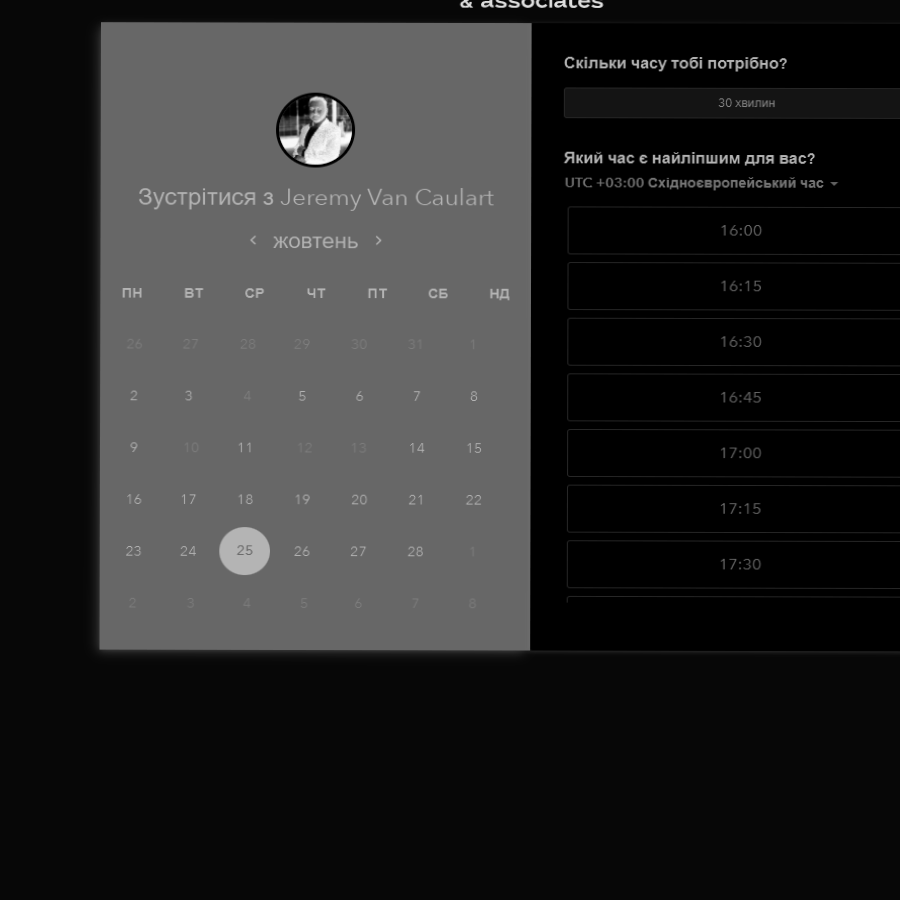 & associates
Зустрітися з Jeremy Van Caulart
‹ жовтень ›
ПН ВТ СР ЧТ ПТ СБ НД
26 27 28 29 30 31 1
2 3 4 5 6 7 8
9 10 11 12 13 14 15
16 17 18 19 20 21 22
23 24 25 26 27 28 1
2 3 4 5 6 7 8
Скільки часу тобі потрібно?
30 хвилин
Який час є найліпшим для вас?
UTC +03:00 Східноєвропейський час
16:00
16:15
16:30
16:45
17:00
17:15
17:30